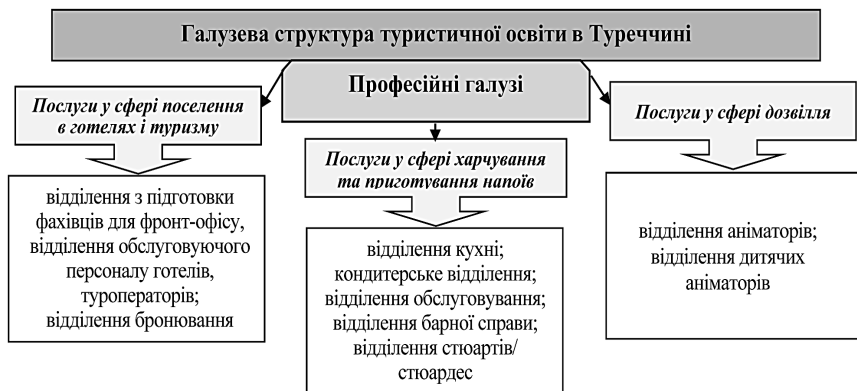 Галузева структура туристичної освіти в Туреччині
Професійні галузі
Послуги у сфері поселення
в готелях і туризму
відділення з підготовки
фахівців для фронт-офісу,
відділення обслуговуючого
персоналу готелів,
туроператорів;
відділення бронювання
Послуги у сфері харчування
та приготування напоїв
відділення кухні;
кондитерське відділення;
відділення обслуговування;
відділення барної справи;
відділення стюартів/
стюардес
Послуги у сфері дозвілля
відділення аніматорів;
відділення дитячих
аніматорів